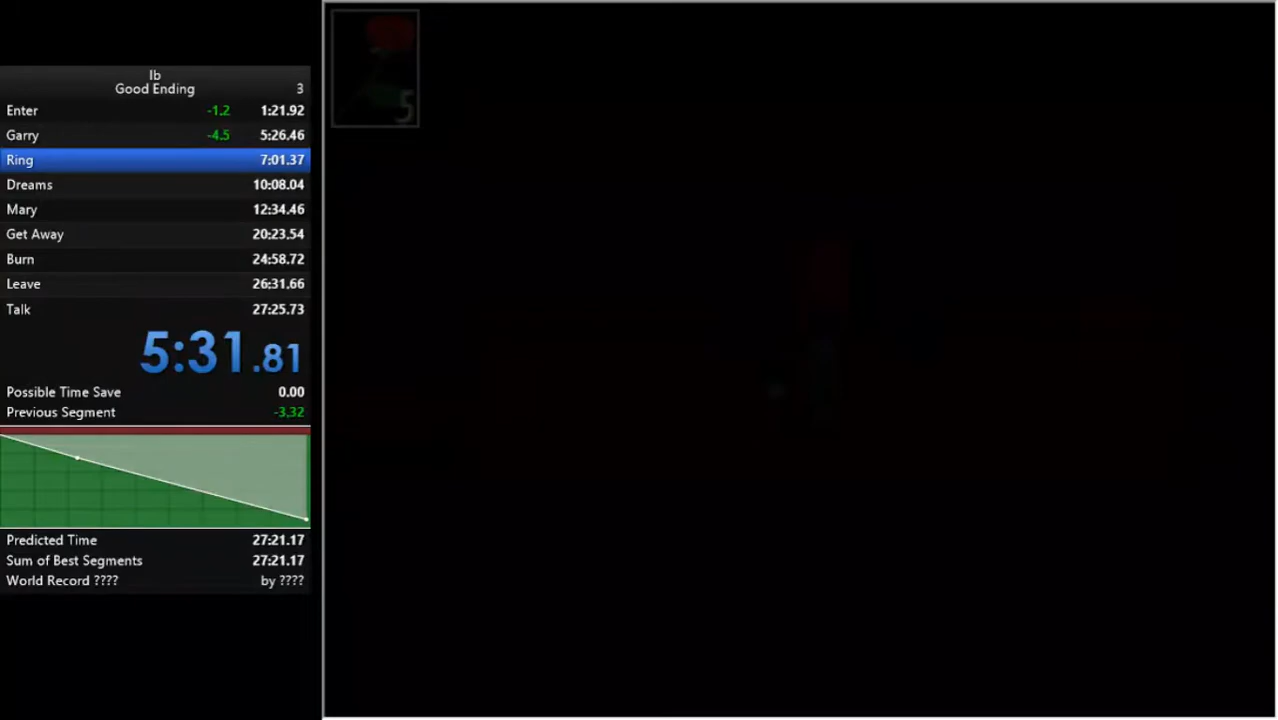 Ib
Good Ending 3
Enter -1.2 1:21.92
Garry -4.5 5:26.46
Ring 7:01.37
Dreams 10:08.04
Mary 12:34.46
Get Away 20:23.54
Burn 24:58.72
Leave 26:31.66
Talk 27:25.73
5:31.81
Possible Time Save 0.00
Previous Segment -3.32
Predicted Time 27:21.17
Sum of Best Segments 27:21.17
World Record ???? by ????
5